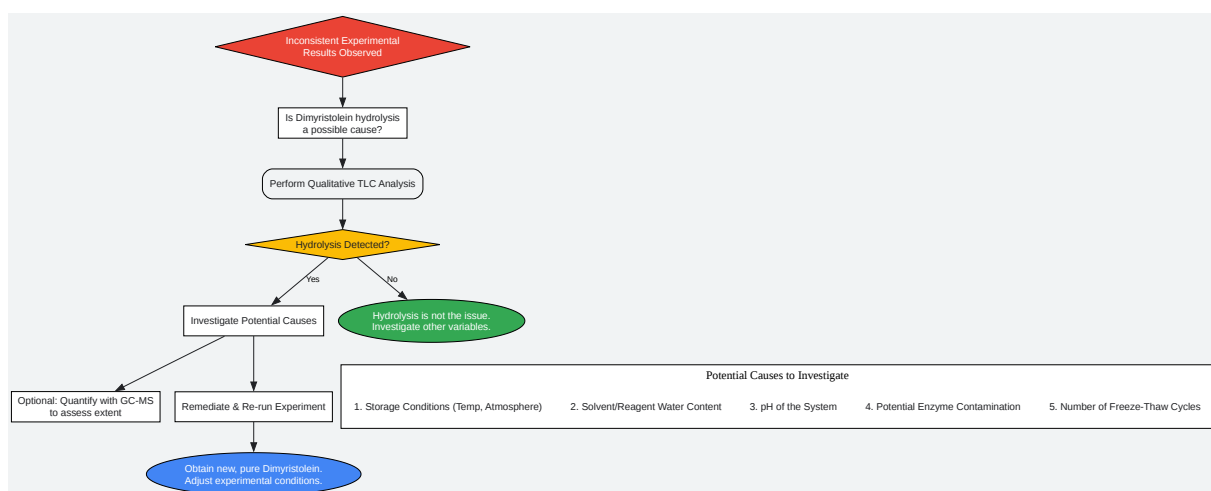 Inconsistent Experimental
Results Observed
Is Dimyristolein hydrolysis
a possible cause?
Perform Qualitative TLC Analysis
Hydrolysis Detected?
Yes
No
Investigate Potential Causes
Hydrolysis is not the issue.
Investigate other variables.
Potential Causes to Investigate
Optional: Quantify with GC-MS
to assess extent
Remediate & Re-run Experiment
1. Storage Conditions (Temp, Atmosphere)
2. Solvent/Reagent Water Content
3. pH of the System
4. Potential Enzyme Contamination
5. Number of Freeze-Thaw Cycles
Obtain new, pure Dimyristolein.
Adjust experimental conditions.